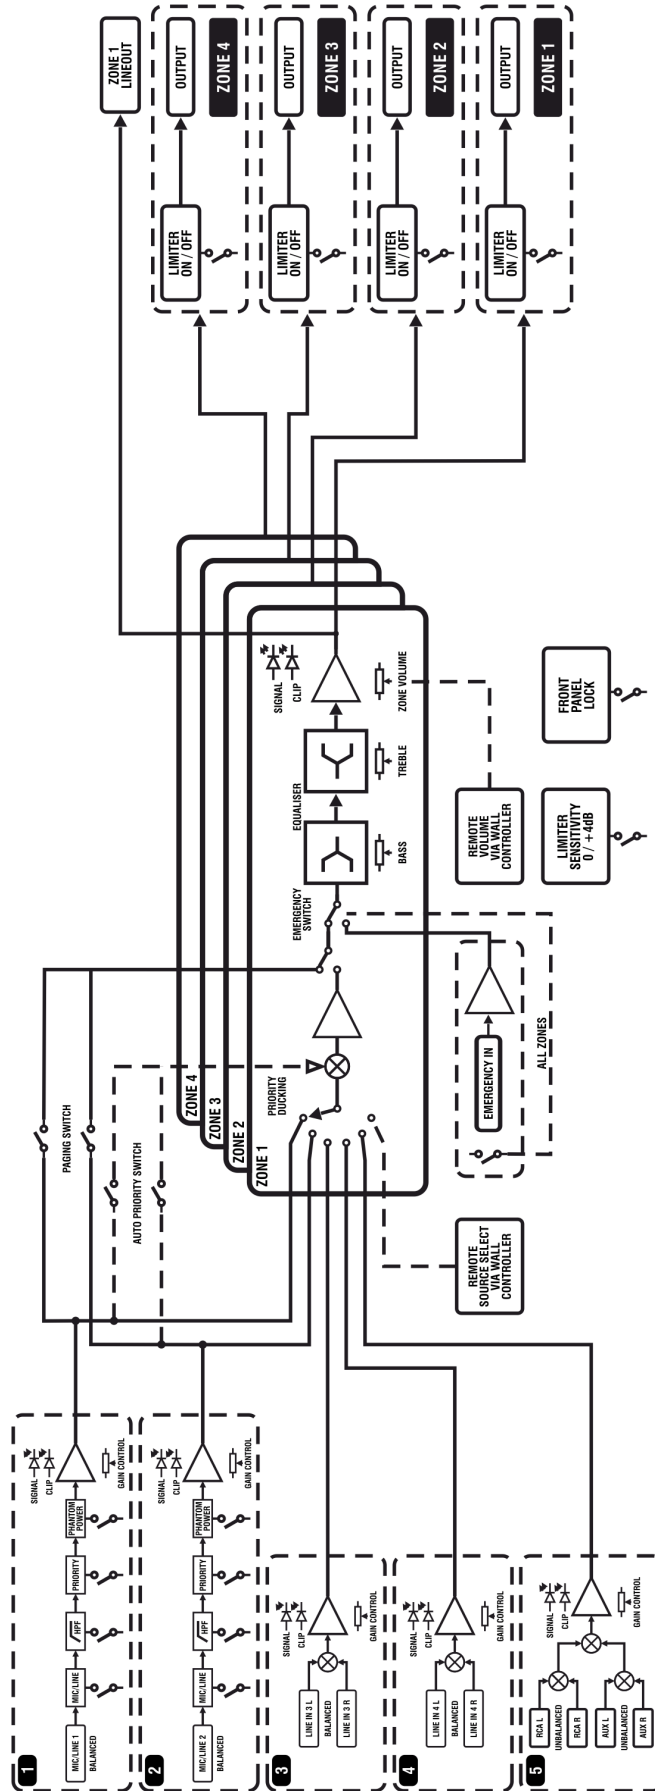 1
MIC/LINE 1
BALANCED
MIC/LINE
HPF
PRIORITY
PHANTOM
POWER
SIGNAL
CLIP
GAIN CONTROL
2
MIC/LINE 2
BALANCED
MIC/LINE
HPF
PRIORITY
PHANTOM
POWER
SIGNAL
CLIP
GAIN CONTROL
3
LINE IN 3 L
BALANCED
LINE IN 3 R
SIGNAL
CLIP
GAIN CONTROL
4
LINE IN 4 L
BALANCED
LINE IN 4 R
SIGNAL
CLIP
GAIN CONTROL
5
RCA L
UNBALANCED
RCA R
AUX L
UNBALANCED
AUX R
SIGNAL
CLIP
GAIN CONTROL
PAGING SWITCH
AUTO PRIORITY SWITCH
REMOTE
SOURCE SELECT
VIA WALL
CONTROLLER
ZONE 4
ZONE 3
ZONE 2
ZONE 1
PRIORITY
DUCKING
EMERGENCY
SWITCH
EQUALISER
BASS
TREBLE
SIGNAL
CLIP
ZONE VOLUME
EMERGENCY IN
ALL ZONES
REMOTE
VOLUME
VIA WALL
CONTROLLER
LIMITER
SENSITIVITY
0 / +4dB
FRONT
PANEL
LOCK
ZONE 1
LINEOUT
LIMITER
ON / OFF
OUTPUT
ZONE 4
LIMITER
ON / OFF
OUTPUT
ZONE 3
LIMITER
ON / OFF
OUTPUT
ZONE 2
LIMITER
ON / OFF
OUTPUT
ZONE 1